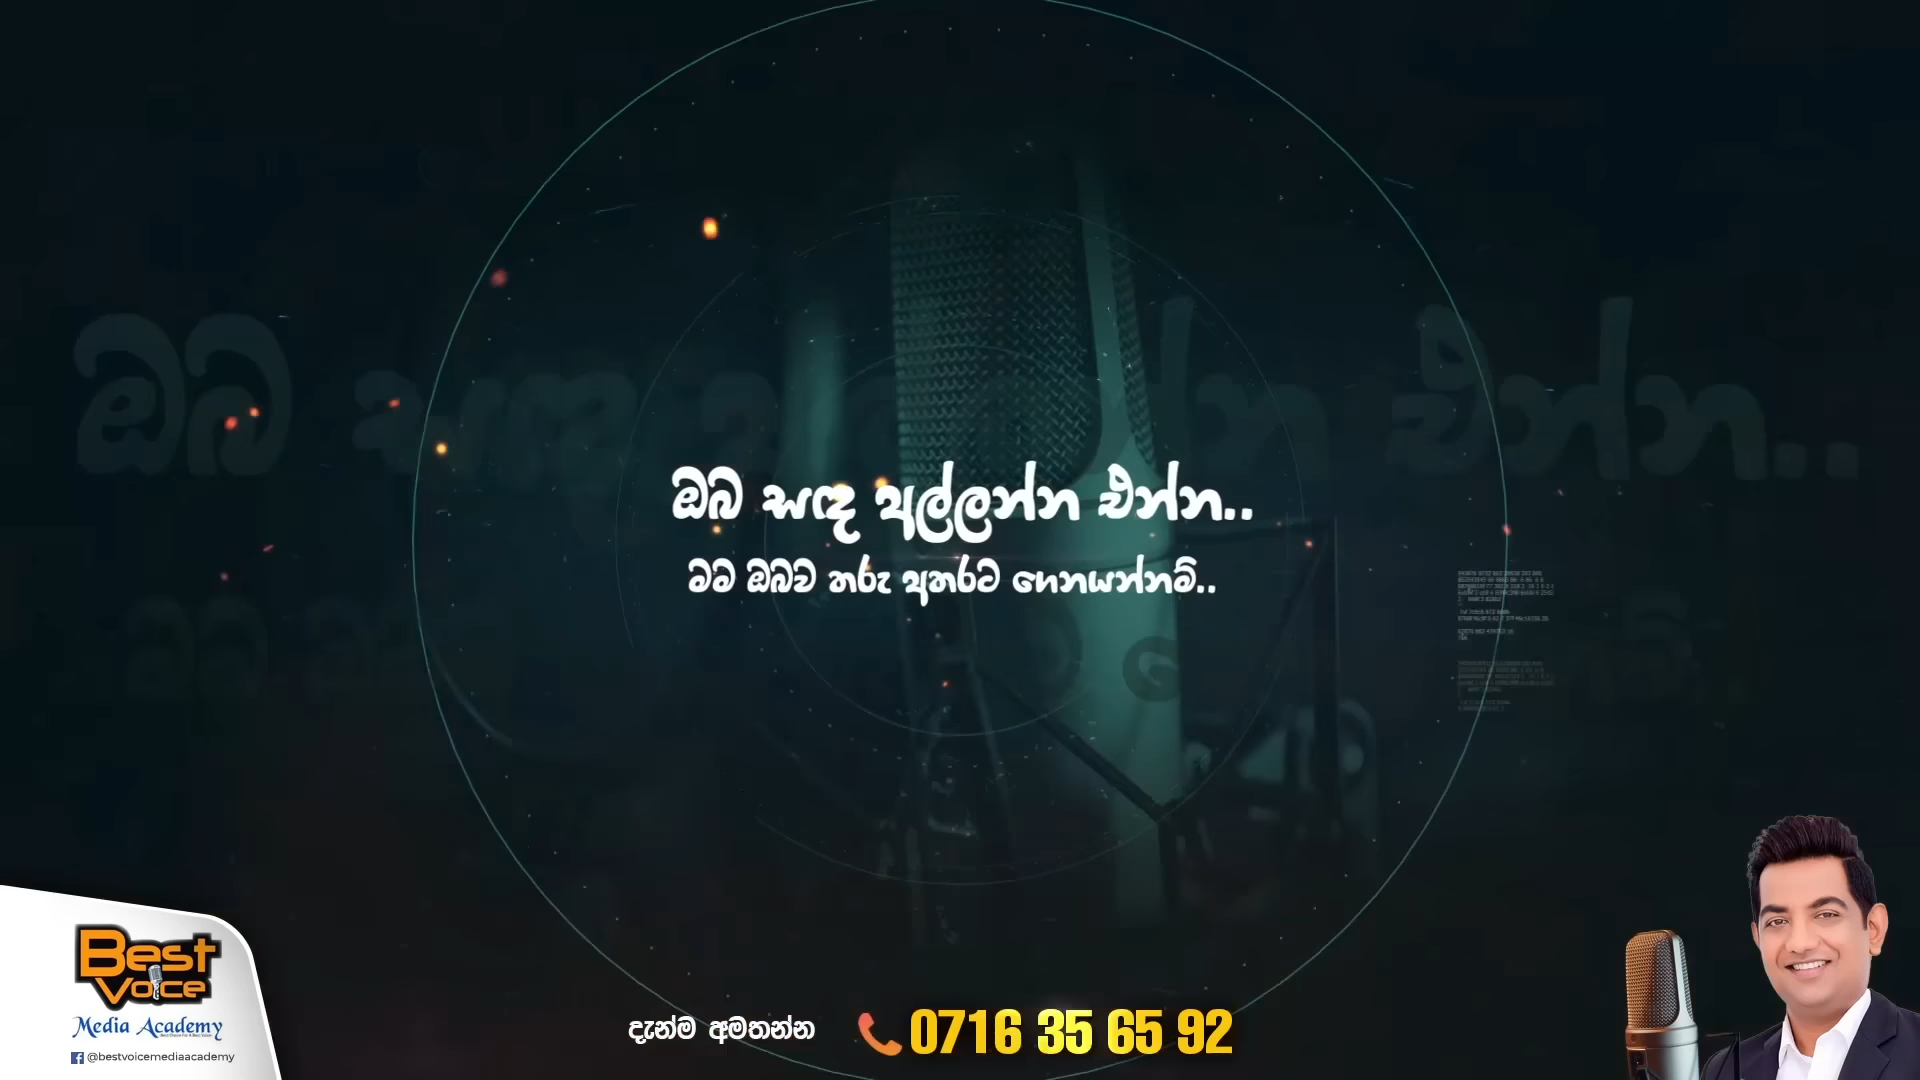 ඔබ සඳ අල්ලන්න එන්න..
මම ඔබව තරු අතරට ගෙනයන්නම්..
Best
Voice
Media Academy
@bestvoicemediaacademy
දැන්ම අමතන්න 0716 35 65 92